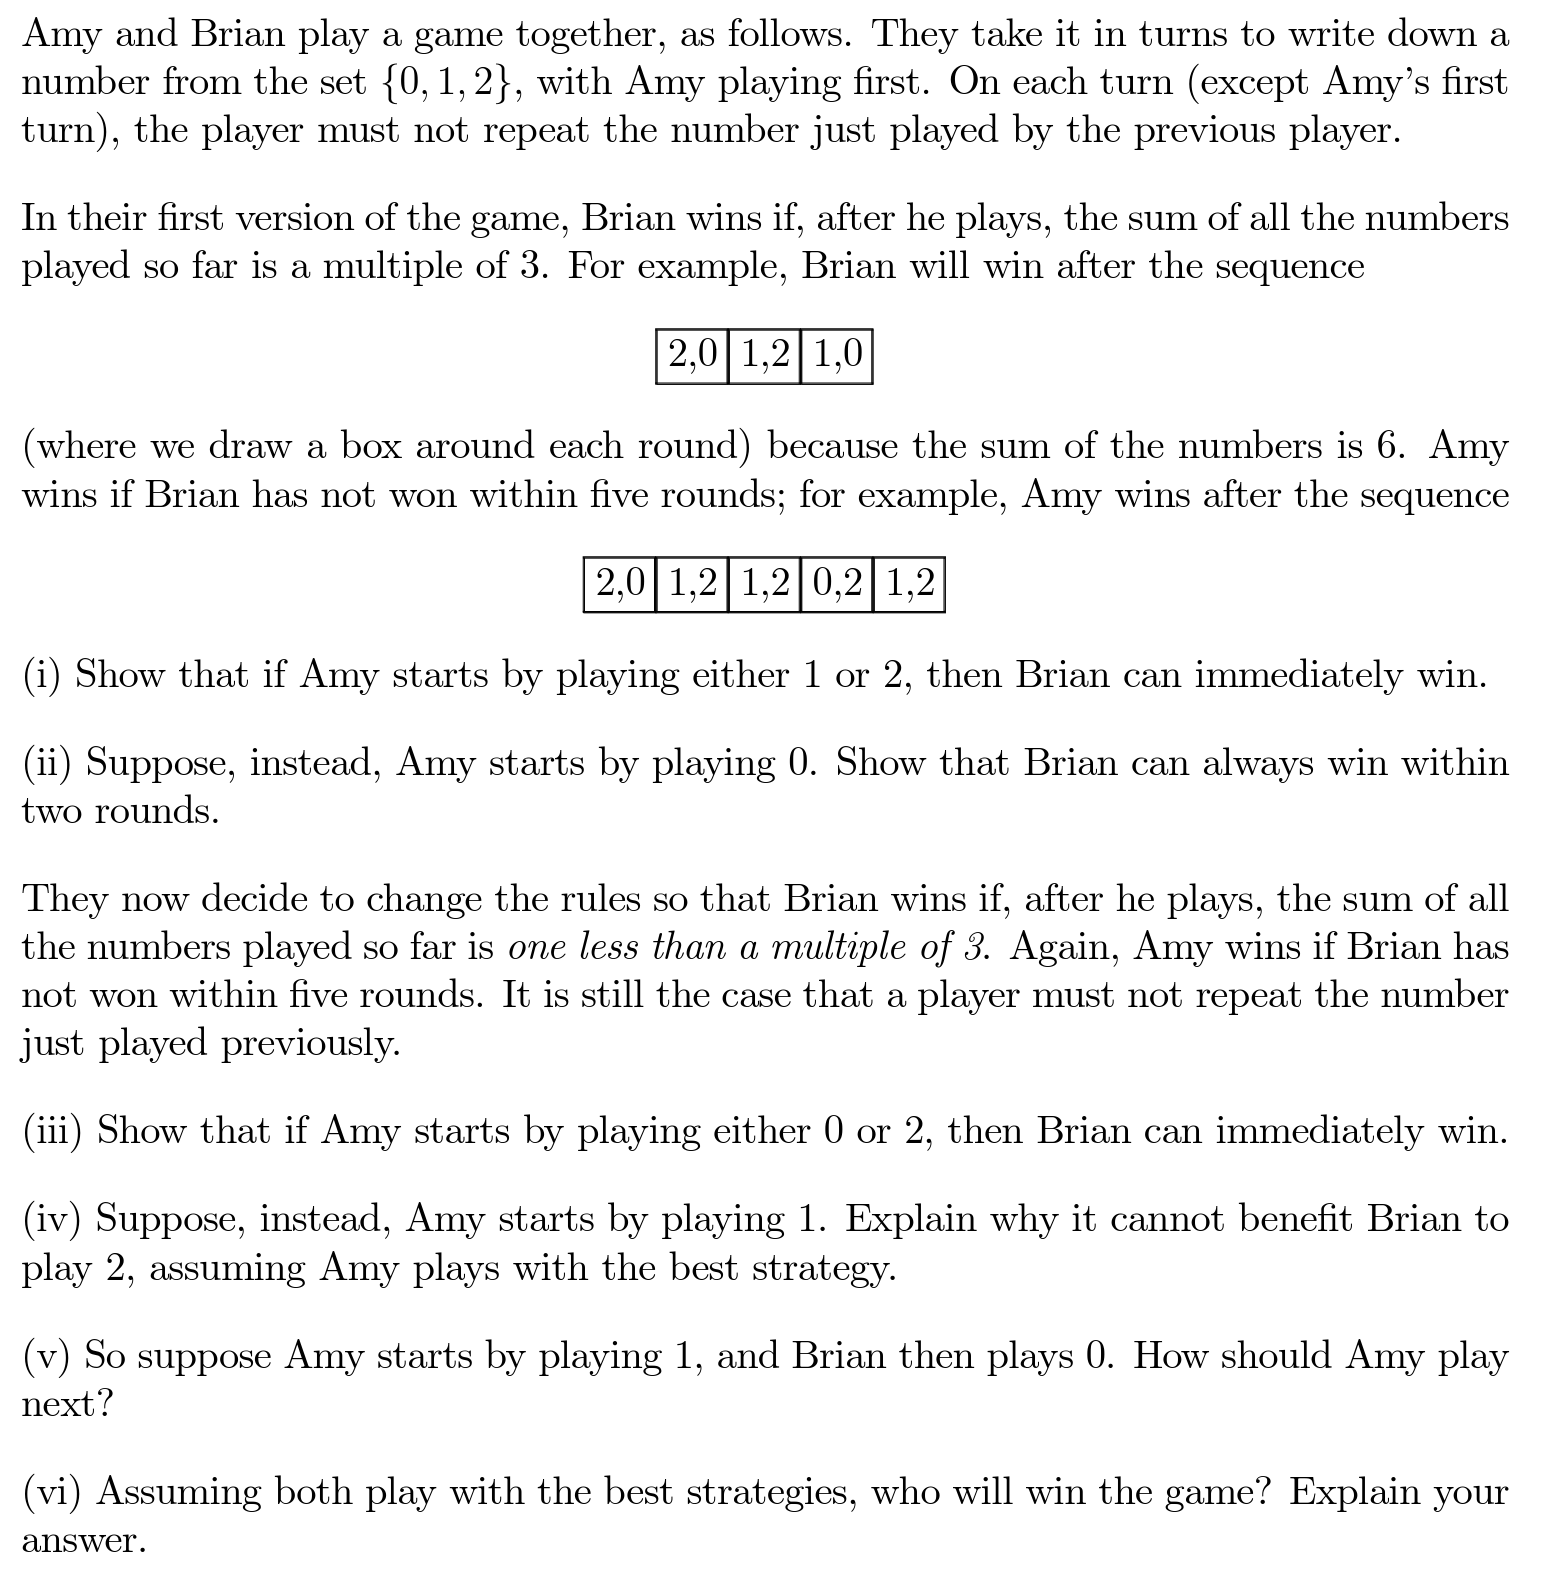 Amy and Brian play a game together, as follows. They take it in turns to write down a
number from the set {0, 1, 2}, with Amy playing first. On each turn (except Amy's first
turn), the player must not repeat the number just played by the previous player.
In their first version of the game, Brian wins if, after he plays, the sum of all the numbers
played so far is a multiple of 3. For example, Brian will win after the sequence
2,0 1,2 1,0
(where we draw a box around each round) because the sum of the numbers is 6. Amy
wins if Brian has not won within five rounds; for example, Amy wins after the sequence
2,0 1,2 1,2 0,2 1,2
(i) Show that if Amy starts by playing either 1 or 2, then Brian can immediately win.
(ii) Suppose, instead, Amy starts by playing 0. Show that Brian can always win within
two rounds.
They now decide to change the rules so that Brian wins if, after he plays, the sum of all
the numbers played so far is one less than a multiple of 3. Again, Amy wins if Brian has
not won within five rounds. It is still the case that a player must not repeat the number
just played previously.
(iii) Show that if Amy starts by playing either 0 or 2, then Brian can immediately win.
(iv) Suppose, instead, Amy starts by playing 1. Explain why it cannot benefit Brian to
play 2, assuming Amy plays with the best strategy.
(v) So suppose Amy starts by playing 1, and Brian then plays 0. How should Amy play
next?
(vi) Assuming both play with the best strategies, who will win the game? Explain your
answer.